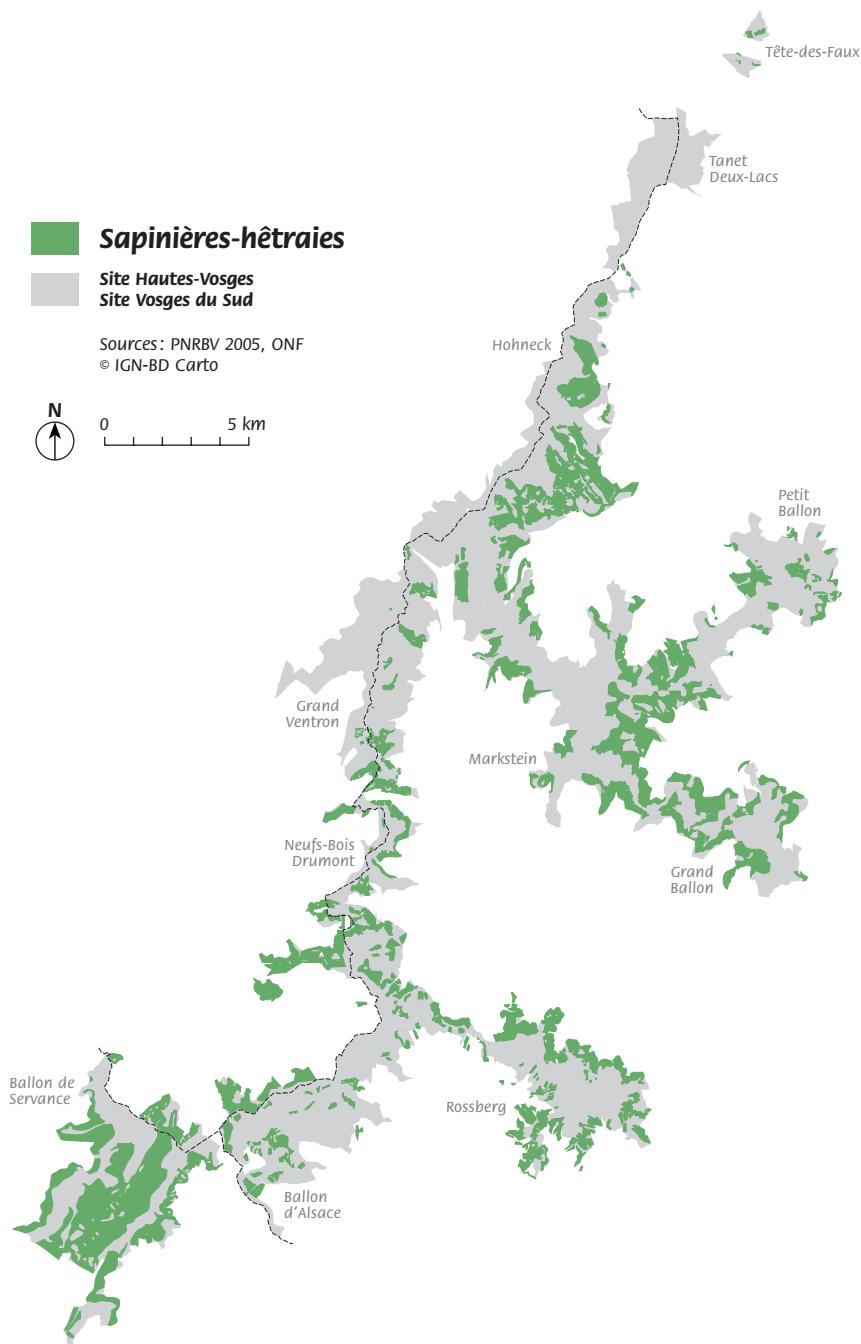 Tête-des-Faux
Tanet
Deux-Lacs
Sapinières-hêtraies
Site Hautes-Vosges
Site Vosges du Sud
Sources : PNRBV 2005, ONF
© IGN-BD Carto
Hohneck
N
0 5 km
Petit
Ballon
Grand
Ventron
Markstein
Neufs-Bois
Drumont
Grand
Ballon
Ballon de
Servance
Rossberg
Ballon
d'Alsace